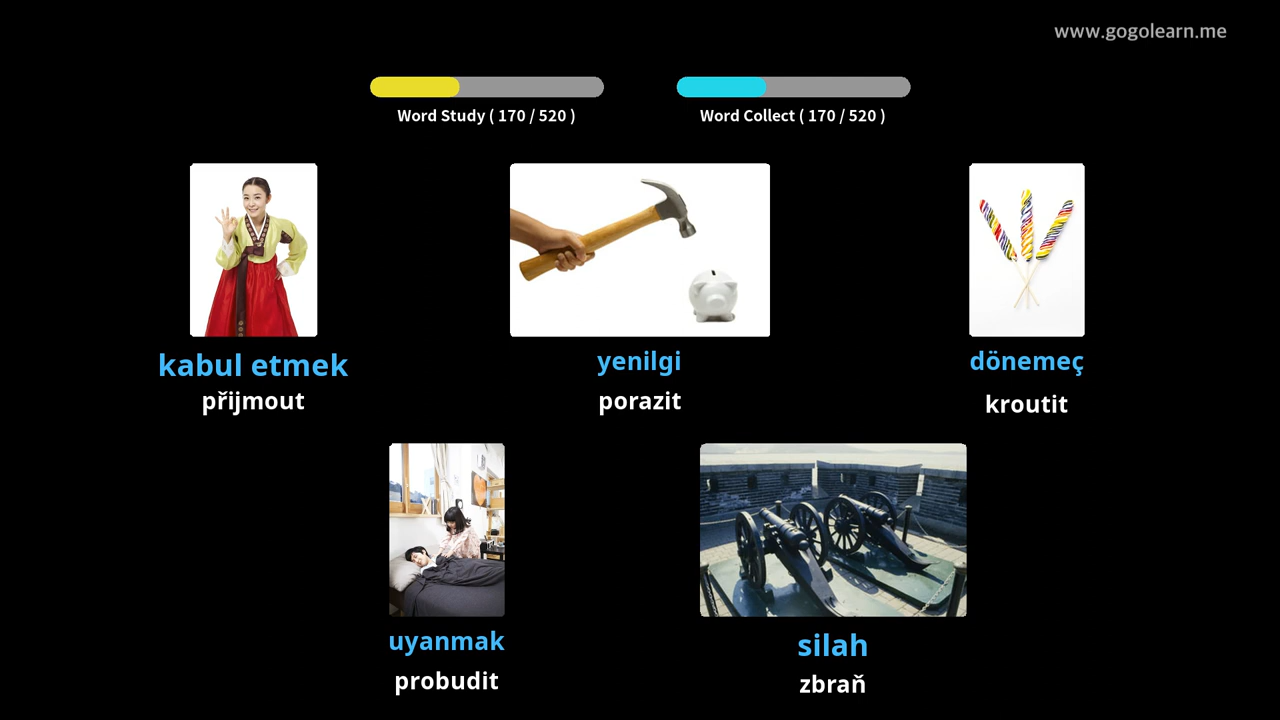 www.gogolearn.me
Word Study ( 170 / 520 )
Word Collect ( 170 / 520 )
kabul etmek
přijmout
yenilgi
porazit
dönemeç
kroutit
uyanmak
probudit
silah
zbraň